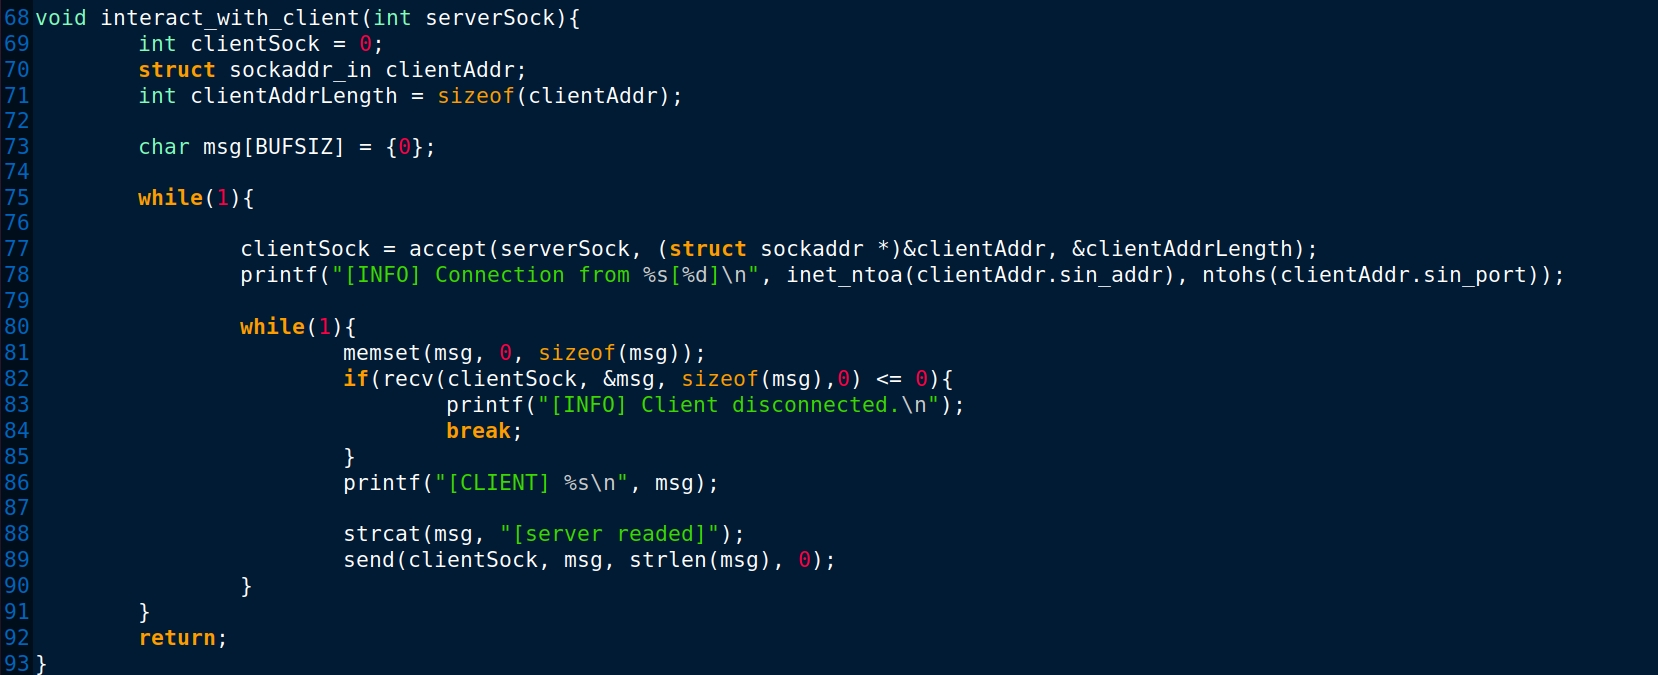 68 void interact_with_client(int serverSock){
69         int clientSock = 0;
70         struct sockaddr_in clientAddr;
71         int clientAddrLength = sizeof(clientAddr);
72
73         char msg[BUFSIZ] = {0};
74
75         while(1){
76
77                 clientSock = accept(serverSock, (struct sockaddr *)&clientAddr, &clientAddrLength);
78                 printf("[INFO] Connection from %s[%d]\n", inet_ntoa(clientAddr.sin_addr), ntohs(clientAddr.sin_port));
79
80                 while(1){
81                         memset(msg, 0, sizeof(msg));
82                         if(recv(clientSock, &msg, sizeof(msg),0) <= 0){
83                                 printf("[INFO] Client disconnected.\n");
84                                 break;
85                         }
86                         printf("[CLIENT] %s\n", msg);
87
88                         strcat(msg, "[server readed]");
89                         send(clientSock, msg, strlen(msg), 0);
90                 }
91         }
92         return;
93 }